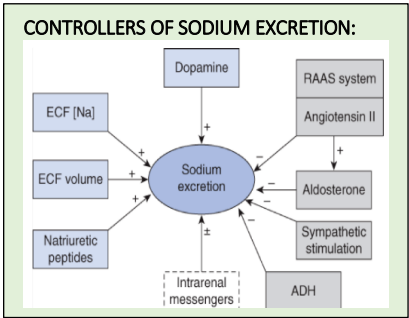 CONTROLLERS OF SODIUM EXCRETION:
Dopamine
RAAS system
Angiotensin II
ECF [Na]
+
+
+
−
ECF volume
+
Sodium
excretion
−
Aldosterone
+
−
−
Natriuretic
peptides
±
Sympathetic
stimulation
Intrarenal
messengers
ADH